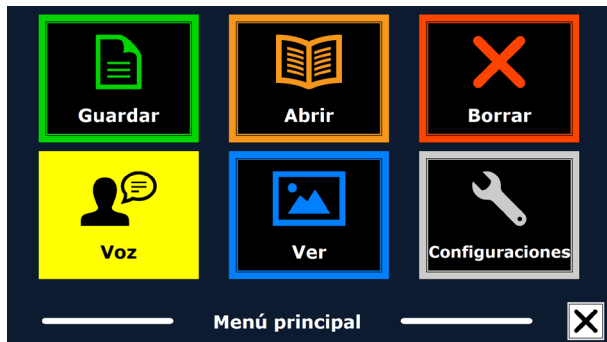 Guardar
Abrir
Borrar
Voz
Ver
Configuraciones
Menú principal